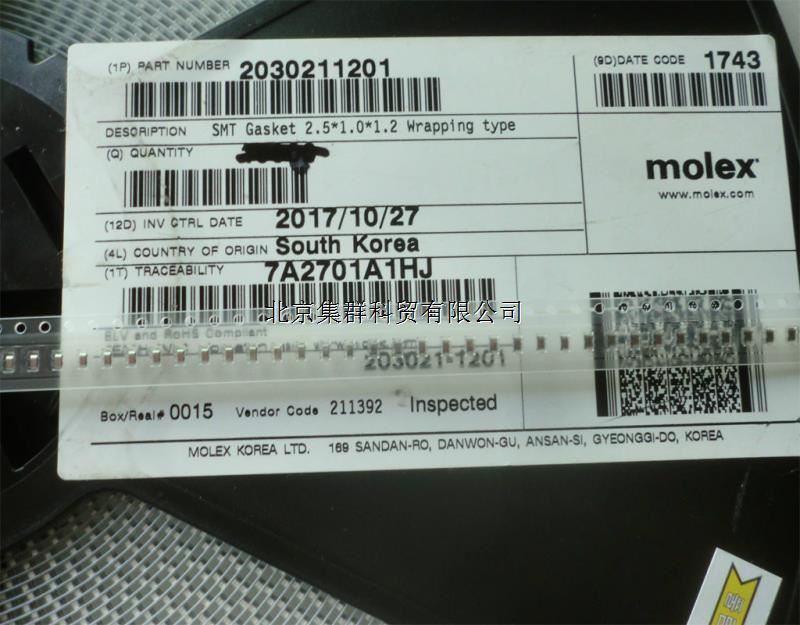 (1P) PART NUMBER 2030211201
(9D)DATE CODE 1743
DESCRIPTION SMT Gasket 2.5*1.0*1.2 Wrapping type
(Q) QUANTITY
molex
www.molex.com
(12D) INV CTRL DATE 2017/10/27
(4L) COUNTRY OF ORIGIN South Korea
(1T) TRACEABILITY 7A2701A1HJ
北京集群科贸有限公司
ELV and RoHS Compliant
203021-1201
Box/Real# 0015 Vendor Code 211392 Inspected
MOLEX KOREA LTD. 169 SANDAN-RO, DANWON-GU, ANSAN-SI, GYEONGGI-DO, KOREA